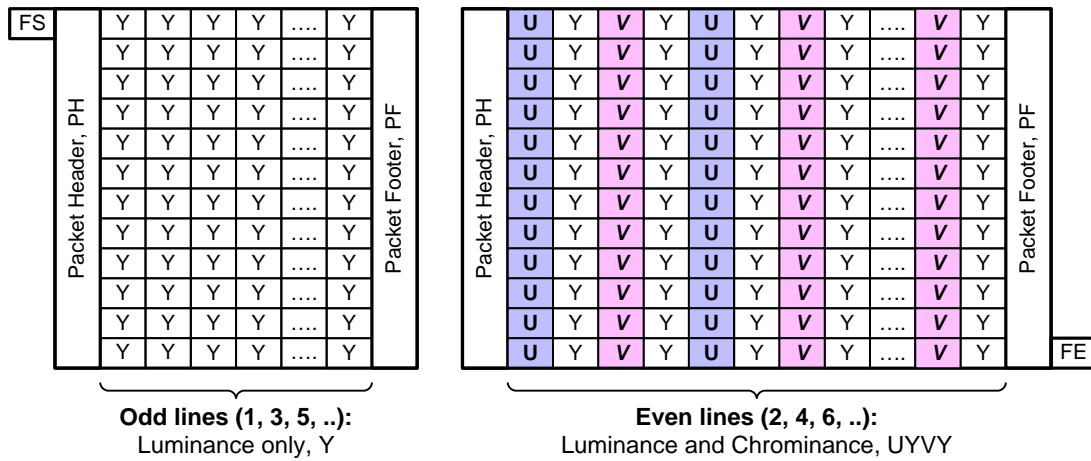 FS
Packet Header, PH
Y Y Y Y …. Y
Y Y Y Y …. Y
Y Y Y Y …. Y
Y Y Y Y …. Y
Y Y Y Y …. Y
Y Y Y Y …. Y
Y Y Y Y …. Y
Y Y Y Y …. Y
Y Y Y Y …. Y
Y Y Y Y …. Y
Y Y Y Y …. Y
Y Y Y Y …. Y
Packet Footer, PF
Odd lines (1, 3, 5, ..):
Luminance only, Y
Packet Header, PH
U Y V Y U Y V Y …. V Y
U Y V Y U Y V Y …. V Y
U Y V Y U Y V Y …. V Y
U Y V Y U Y V Y …. V Y
U Y V Y U Y V Y …. V Y
U Y V Y U Y V Y …. V Y
U Y V Y U Y V Y …. V Y
U Y V Y U Y V Y …. V Y
U Y V Y U Y V Y …. V Y
U Y V Y U Y V Y …. V Y
U Y V Y U Y V Y …. V Y
U Y V Y U Y V Y …. V Y
Packet Footer, PF
FE
Even lines (2, 4, 6, ..):
Luminance and Chrominance, UYVY